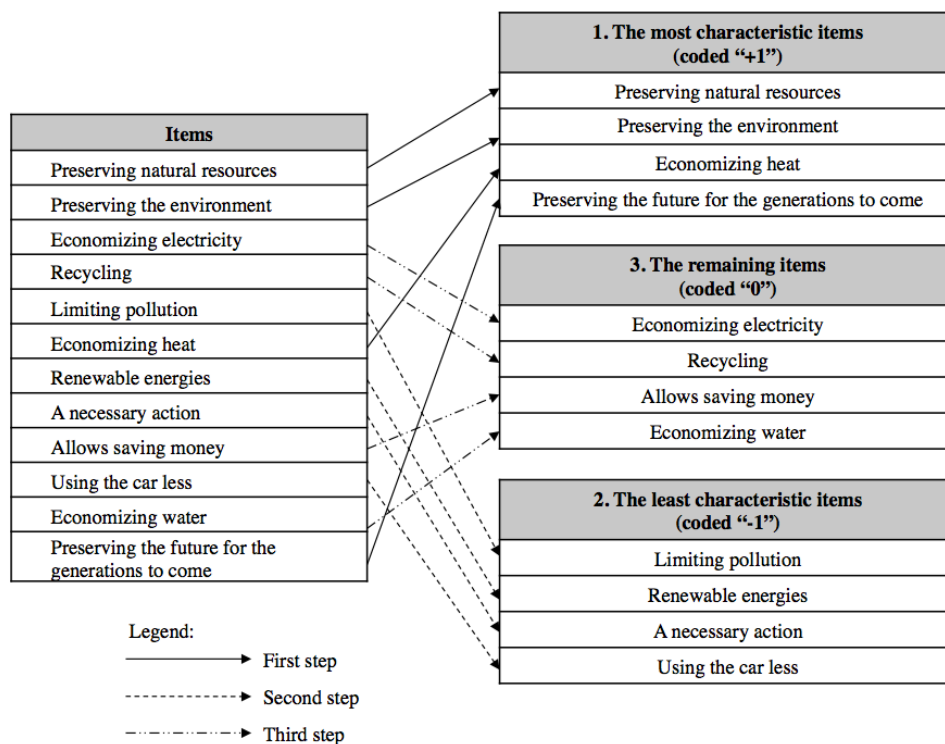 Items
Preserving natural resources
Preserving the environment
Economizing electricity
Recycling
Limiting pollution
Economizing heat
Renewable energies
A necessary action
Allows saving money
Using the car less
Economizing water
Preserving the future for the
generations to come
1. The most characteristic items
(coded “+1”)
Preserving natural resources
Preserving the environment
Economizing heat
Preserving the future for the generations to come
3. The remaining items
(coded “0”)
Economizing electricity
Recycling
Allows saving money
Economizing water
2. The least characteristic items
(coded “-1”)
Limiting pollution
Renewable energies
A necessary action
Using the car less
Legend:
First step
Second step
Third step